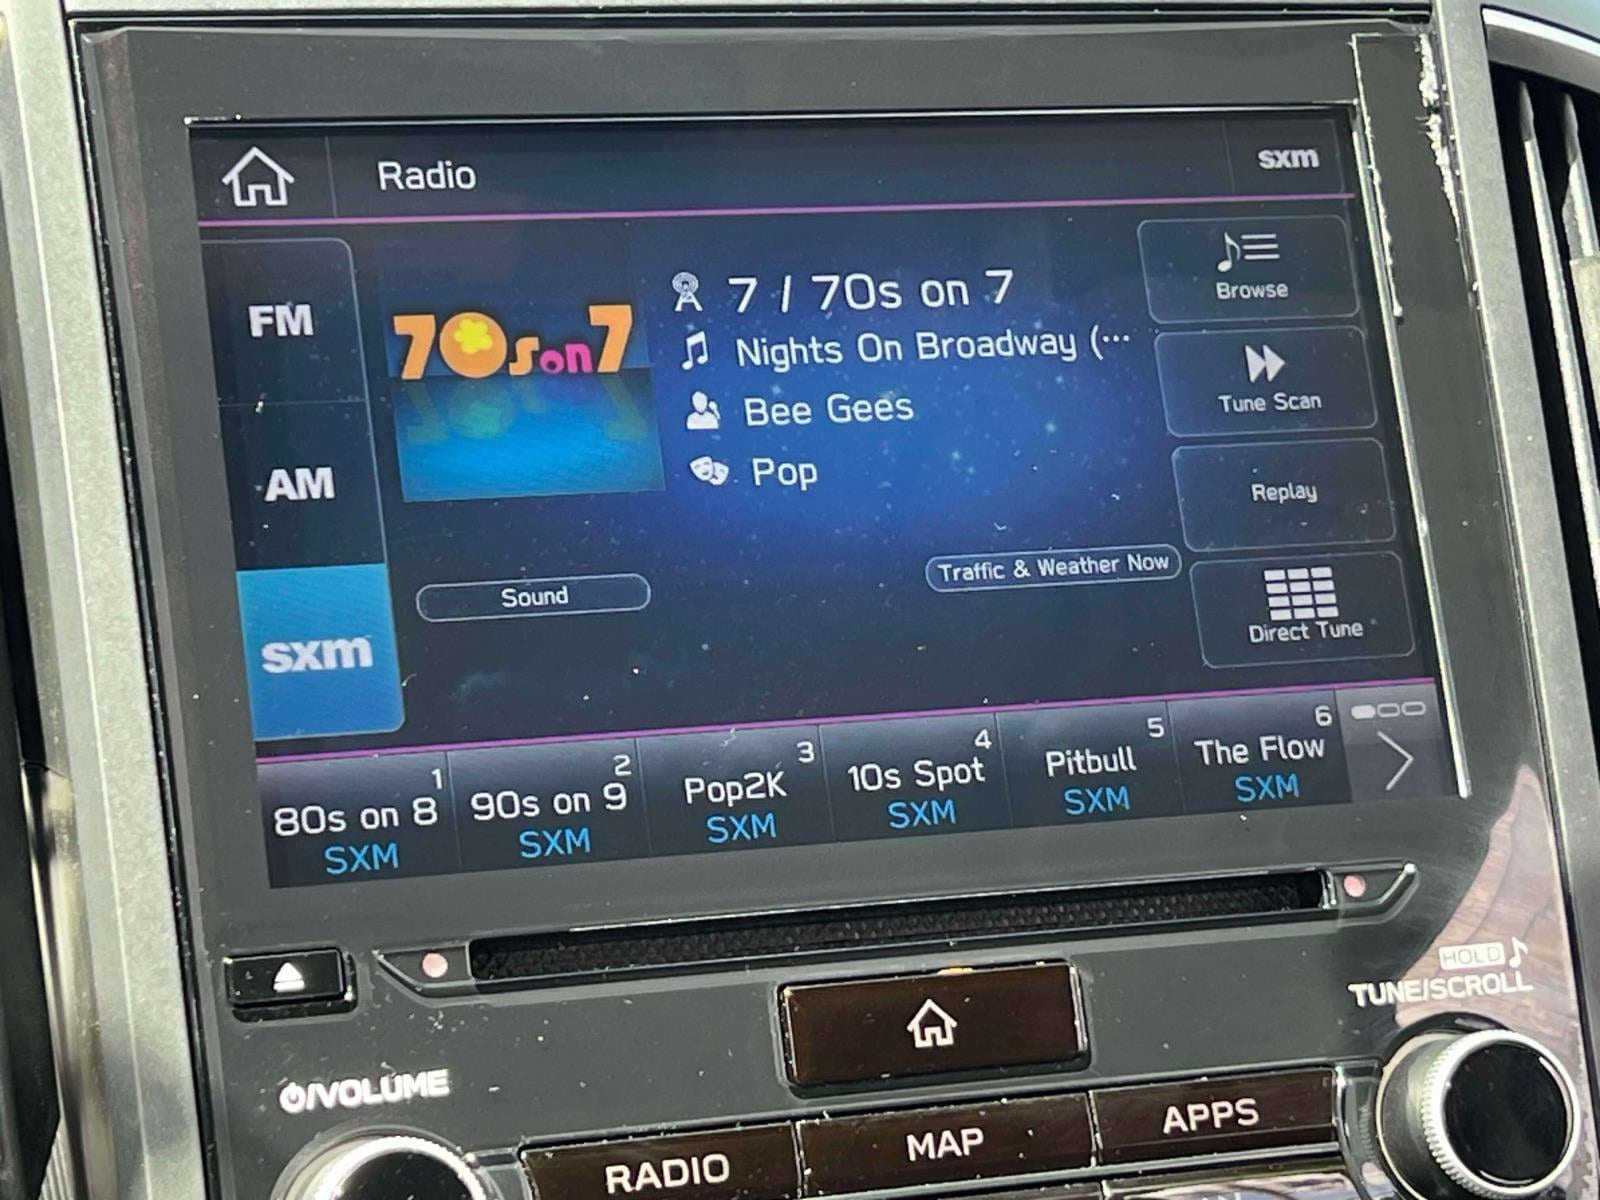 Radio
sxm
FM
AM
sxm
70s on 7
7 / 70s on 7
Nights On Broadway (···
Bee Gees
Pop
Sound
Traffic & Weather Now
Browse
Tune Scan
Replay
Direct Tune
1
80s on 8
SXM
2
90s on 9
SXM
3
Pop2K
SXM
4
10s Spot
SXM
5
Pitbull
SXM
6
The Flow
SXM
HOLD
TUNE/SCROLL
/VOLUME
RADIO
MAP
APPS